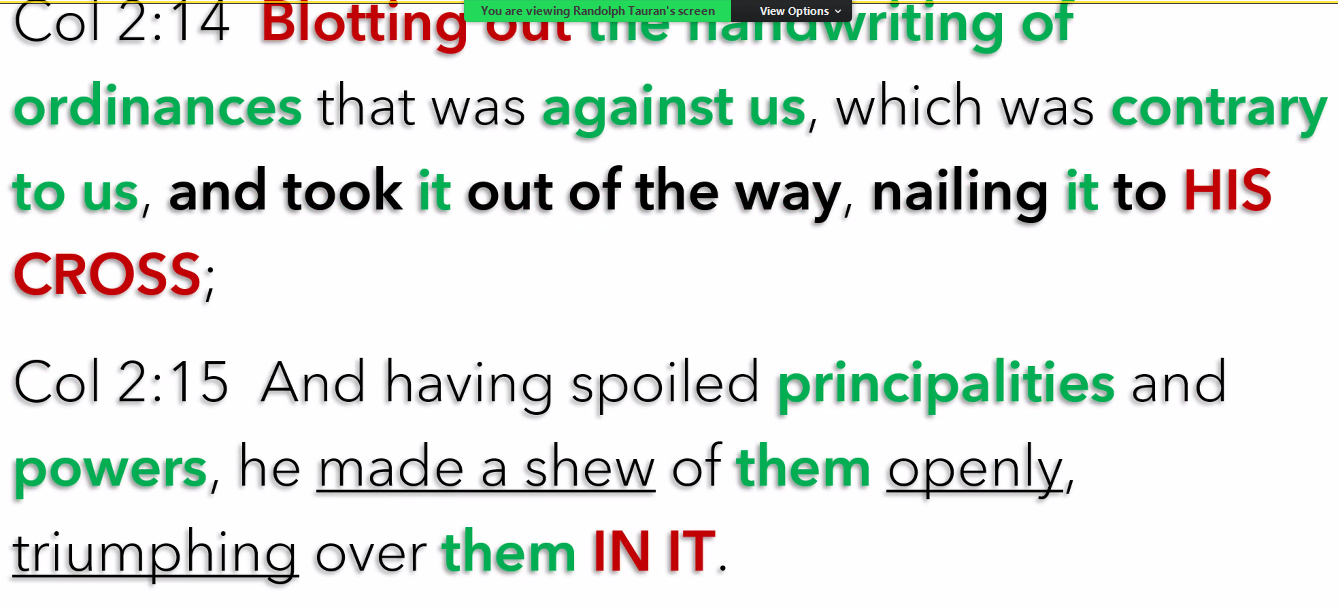 You are viewing Randolph Tauran's screen View Options
Col 2:14 Blotting out the handwriting of
ordinances that was against us, which was contrary
to us, and took it out of the way, nailing it to HIS
CROSS;
Col 2:15 And having spoiled principalities and
powers, he made a shew of them openly,
triumphing over them IN IT.